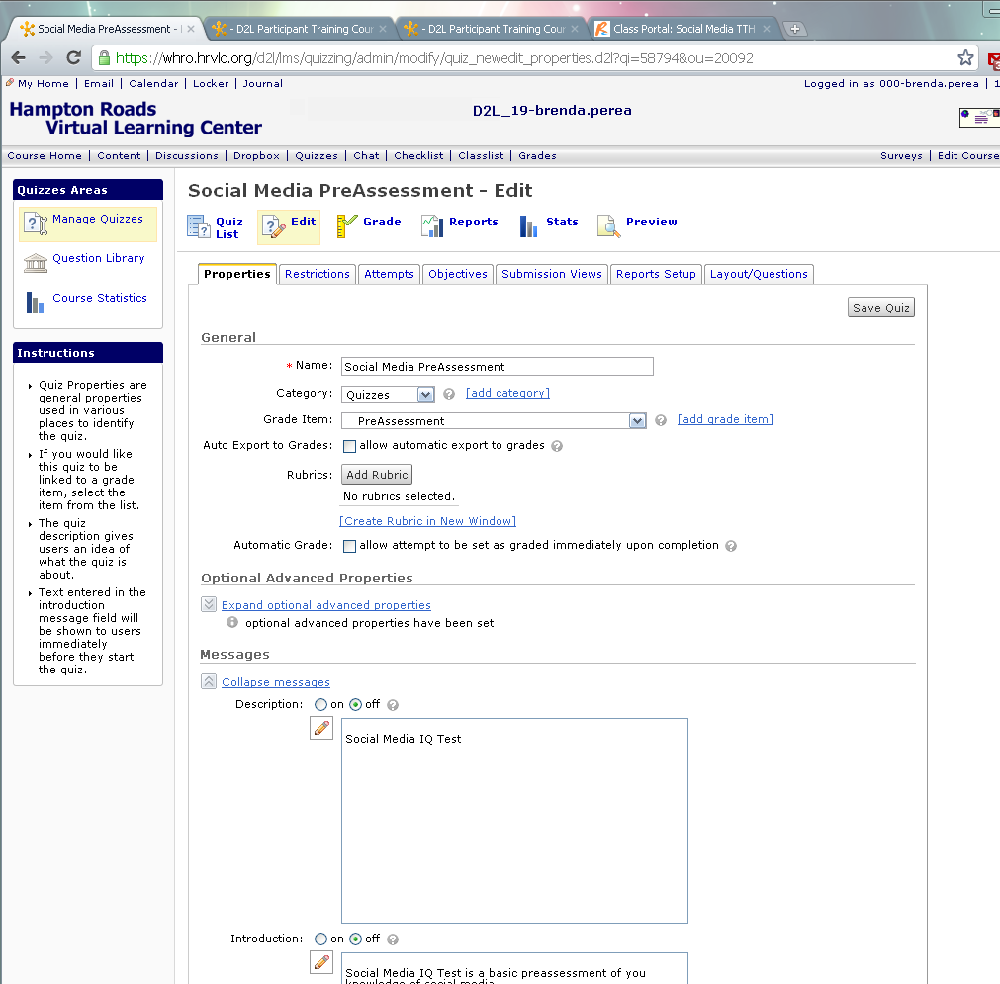 Social Media PreAssessment -
- D2L Participant Training Cour
- D2L Participant Training Cour
Class Portal: Social Media TTH
https://whro.hrvlc.org/d2l/lms/quizzing/admin/modify/quiz_newedit_properties.d2l?qi=58794&ou=20092
My Home | Email | Calendar | Locker | Journal
Logged in as 000-brenda.perea | 1
Hampton Roads
Virtual Learning Center
D2L_19-brenda.perea
Course Home | Content | Discussions | Dropbox | Quizzes | Chat | Checklist | Classlist | Grades
Surveys | Edit Course
Quizzes Areas
Manage Quizzes
Question Library
Course Statistics
Instructions
Quiz Properties are
general properties
used in various
places to identify
the quiz.
If you would like
this quiz to be
linked to a grade
item, select the
item from the list.
The quiz
description gives
users an idea of
what the quiz is
about.
Text entered in the
introduction
message field will
be shown to users
immediately
before they start
the quiz.
Social Media PreAssessment - Edit
Quiz
List
Edit
Grade
Reports
Stats
Preview
Properties
Restrictions
Attempts
Objectives
Submission Views
Reports Setup
Layout/Questions
Save Quiz
General
* Name: Social Media PreAssessment
Category: Quizzes [add category]
Grade Item: PreAssessment [add grade item]
Auto Export to Grades: allow automatic export to grades
Rubrics: Add Rubric
No rubrics selected.
[Create Rubric in New Window]
Automatic Grade: allow attempt to be set as graded immediately upon completion
Optional Advanced Properties
Expand optional advanced properties
optional advanced properties have been set
Messages
Collapse messages
Description: on off
Social Media IQ Test
Introduction: on off
Social Media IQ Test is a basic preassessment of you
knowledge of social media